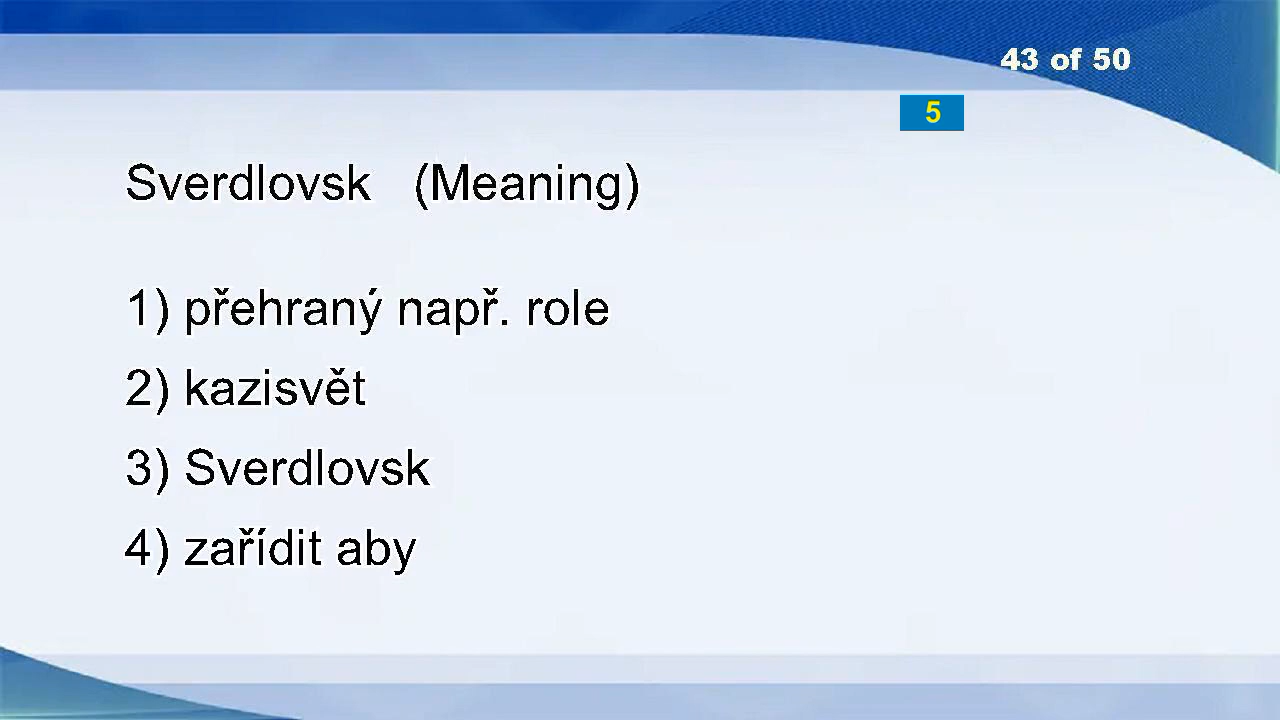 43 of 50
5
Sverdlovsk (Meaning)
1) přehraný např. role
2) kazisvět
3) Sverdlovsk
4) zařídit aby